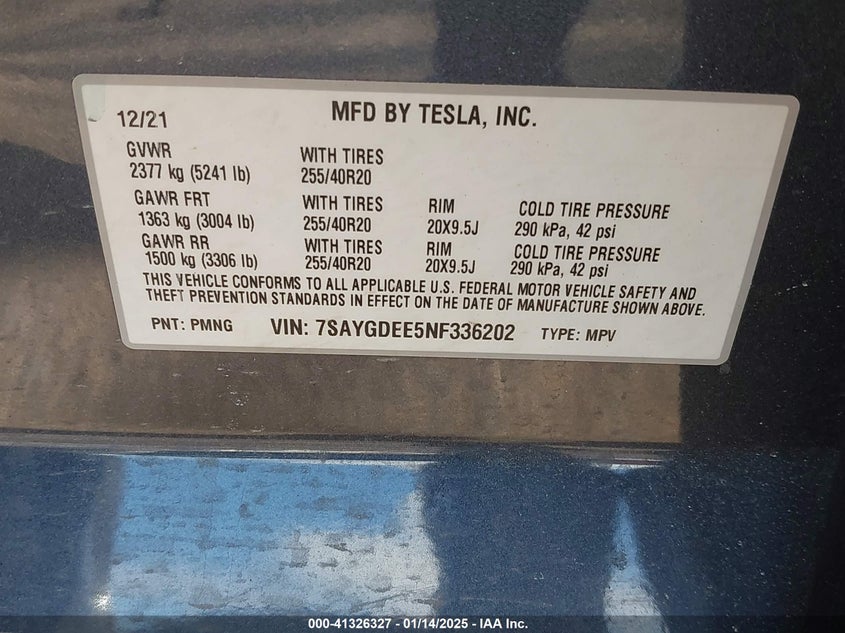 12/21 MFD BY TESLA, INC.
GVWR WITH TIRES
2377 kg (5241 lb) 255/40R20
GAWR FRT WITH TIRES RIM COLD TIRE PRESSURE
1363 kg (3004 lb) 255/40R20 20X9.5J 290 kPa, 42 psi
GAWR RR WITH TIRES RIM COLD TIRE PRESSURE
1500 kg (3306 lb) 255/40R20 20X9.5J 290 kPa, 42 psi
THIS VEHICLE CONFORMS TO ALL APPLICABLE U.S. FEDERAL MOTOR VEHICLE SAFETY AND
THEFT PREVENTION STANDARDS IN EFFECT ON THE DATE OF MANUFACTURE SHOWN ABOVE.
PNT: PMNG VIN: 7SAYGDEE5NF336202 TYPE: MPV
000-41326327 - 01/14/2025 - IAA Inc.